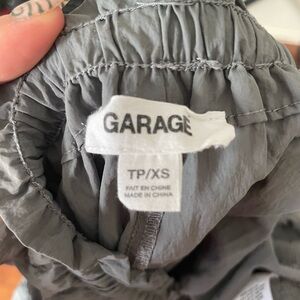 GARAGE
TP/XS
FAIT EN CHINE
MADE IN CHINA